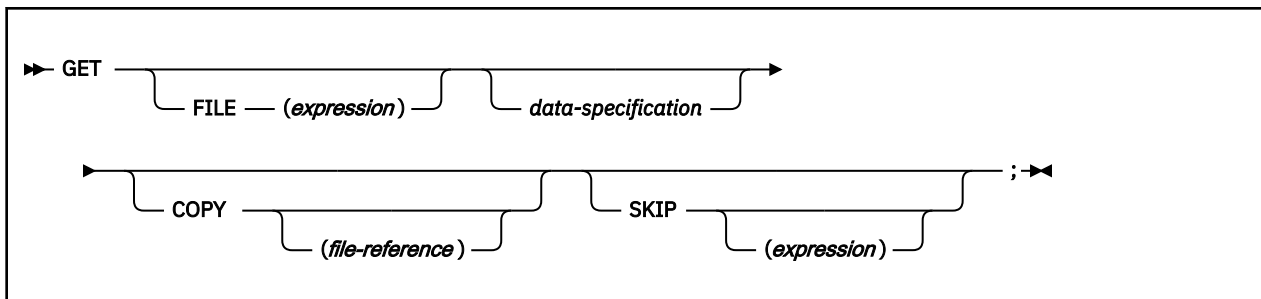 GET
FILE (expression) data-specification
COPY SKIP ;
(file-reference) (expression)